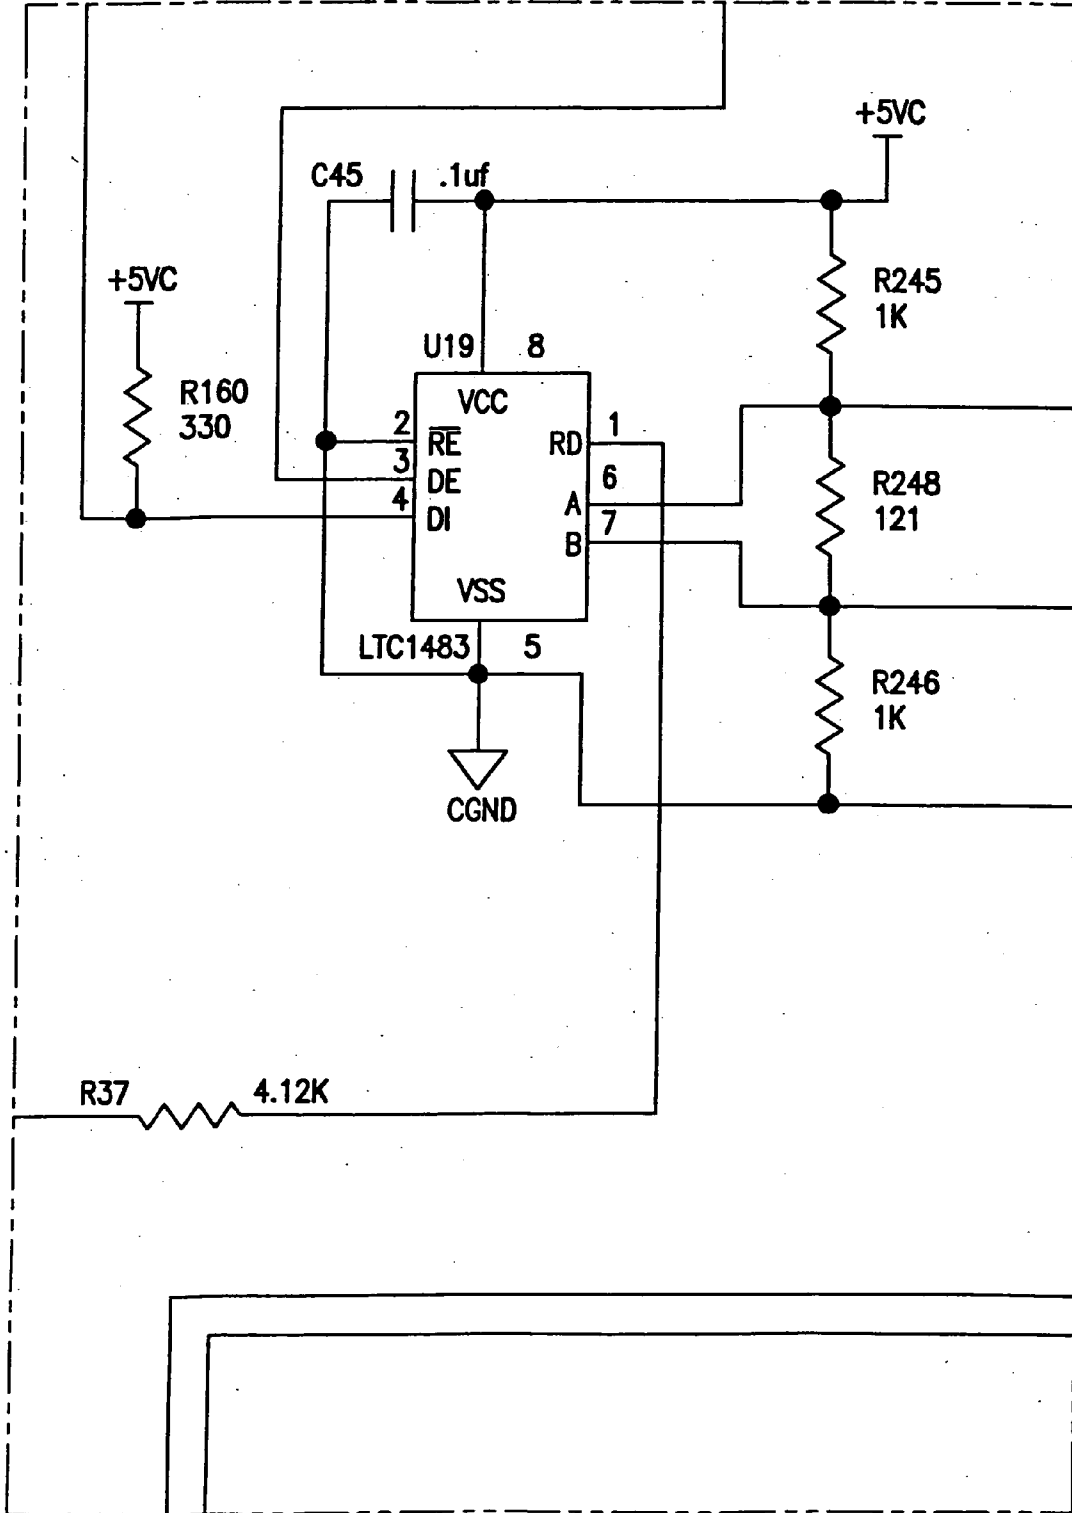 +5VC
C45 .1uf
+5VC
R245
1K
U19 8
R160
330
VCC
2 RE RD 1
3 DE
4 DI
A 6
B 7
R248
121
VSS
LTC1483 5
R246
1K
CGND
R37 4.12K